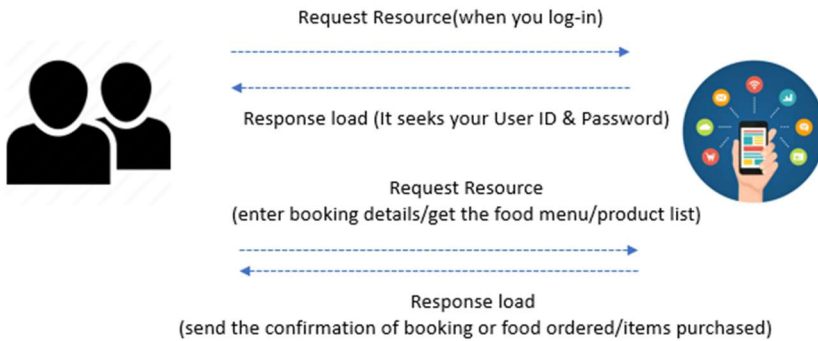 Request Resource(when you log-in)
Response load (It seeks your User ID & Password)
Request Resource
(enter booking details/get the food menu/product list)
Response load
(send the confirmation of booking or food ordered/items purchased)